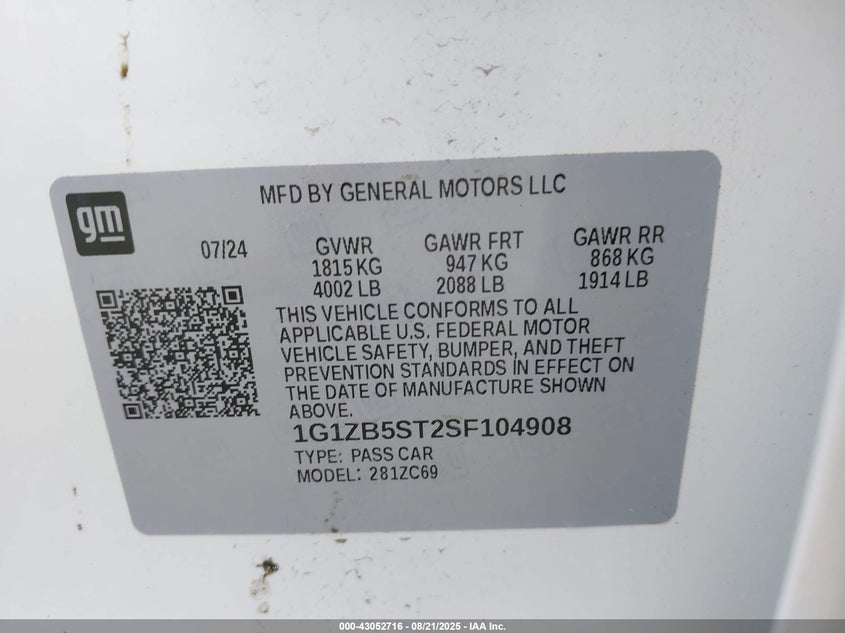 MFD BY GENERAL MOTORS LLC
gm
07/24
GVWR
1815 KG
4002 LB
GAWR FRT
947 KG
2088 LB
GAWR RR
868 KG
1914 LB
THIS VEHICLE CONFORMS TO ALL
APPLICABLE U.S. FEDERAL MOTOR
VEHICLE SAFETY, BUMPER, AND THEFT
PREVENTION STANDARDS IN EFFECT ON
THE DATE OF MANUFACTURE SHOWN
ABOVE.
1G1ZB5ST2SF104908
TYPE: PASS CAR
MODEL: 281ZC69
000-43052716 - 08/21/2025 - IAA Inc.